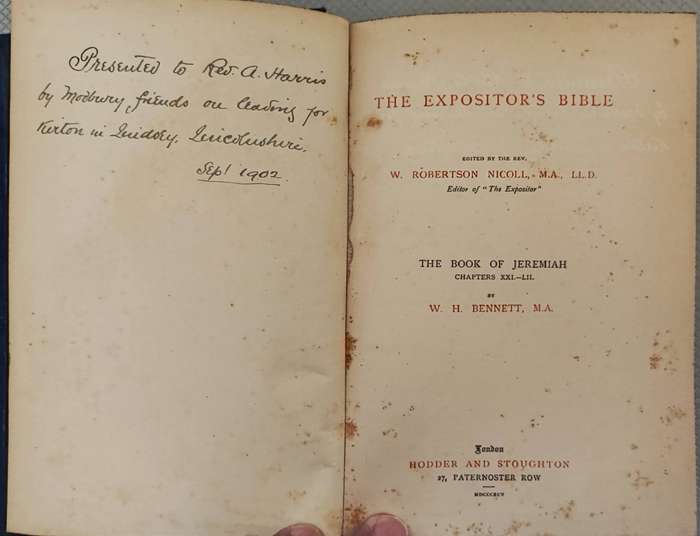 Presented to Rev. A. Harris
by Modbury friends on leaving for
Kirton in Lindsey, Lincolnshire.
Sept 1902.
THE EXPOSITOR'S BIBLE
EDITED BY THE REV.
W. ROBERTSON NICOLL, M.A., LL.D.
Editor of "The Expositor"
THE BOOK OF JEREMIAH
CHAPTERS XXI.–LII.
BY
W. H. BENNETT, M.A.
London
HODDER AND STOUGHTON
27, PATERNOSTER ROW
MDCCCXCV